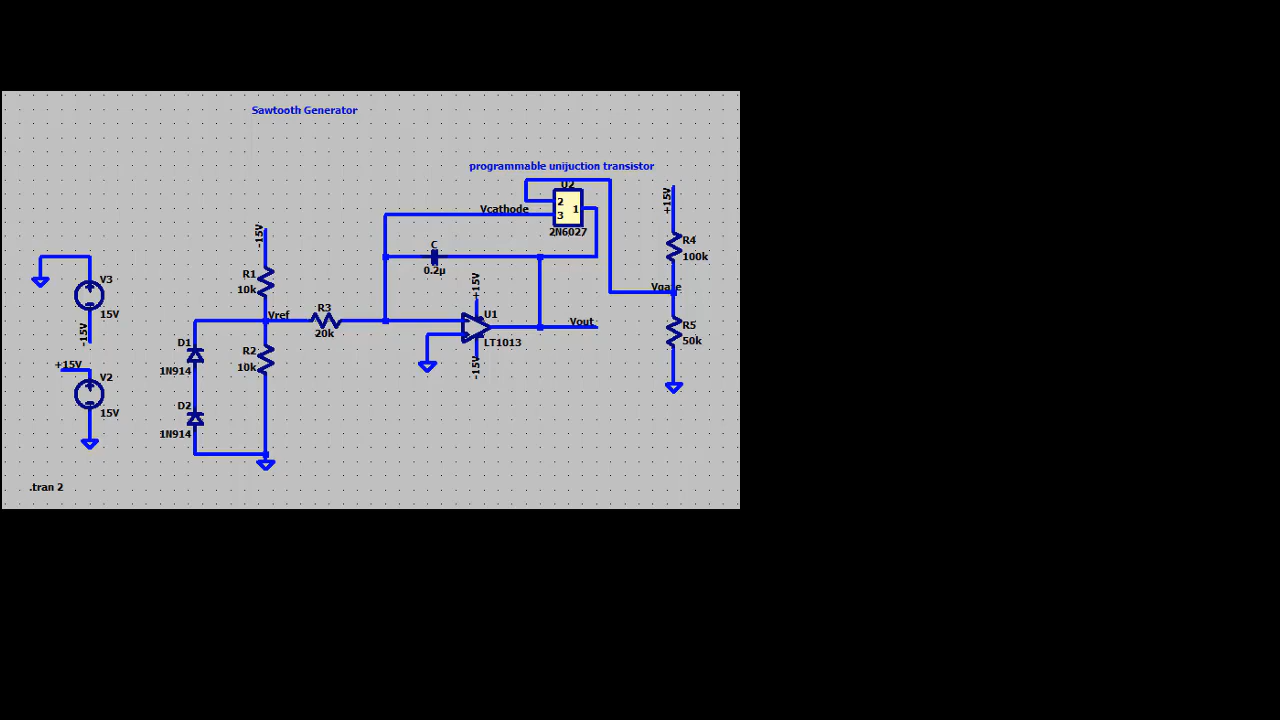 Sawtooth Generator
programmable unijuction transistor
U2
2
1
3
2N6027
Vcathode
+15V
R4
100k
-15V
C
0.2µ
R1
10k
V3
15V
-15V
+15V
Vgate
Vref
R3
20k
U1
LT1013
Vout
R5
50k
D1
1N914
R2
10k
-15V
+15V
V2
15V
D2
1N914
.tran 2